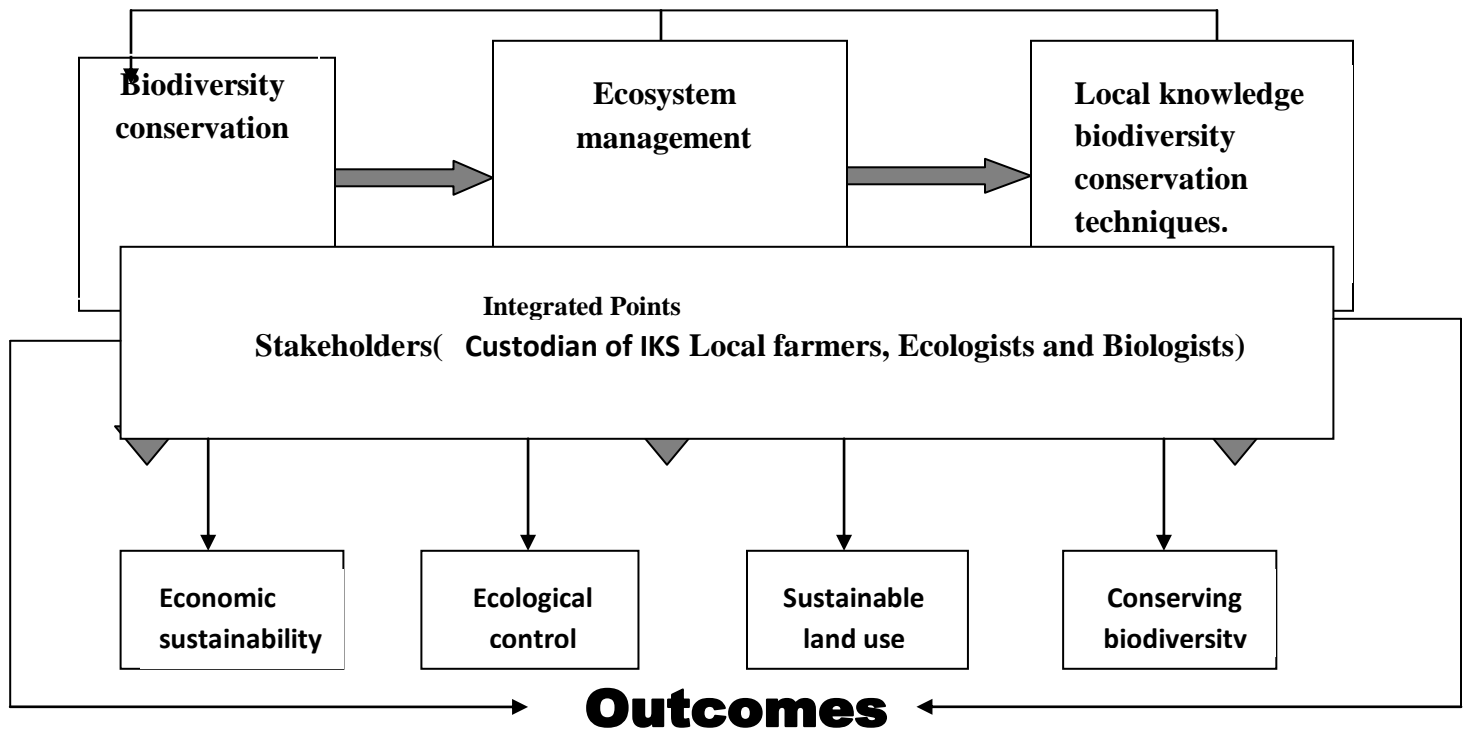 Biodiversity
conservation
Ecosystem
management
Local knowledge
biodiversity
conservation
techniques.
Integrated Points
Stakeholders( Custodian of IKS Local farmers, Ecologists and Biologists)
Economic
sustainability
Ecological
control
Sustainable
land use
Conserving
biodiversity
Outcomes